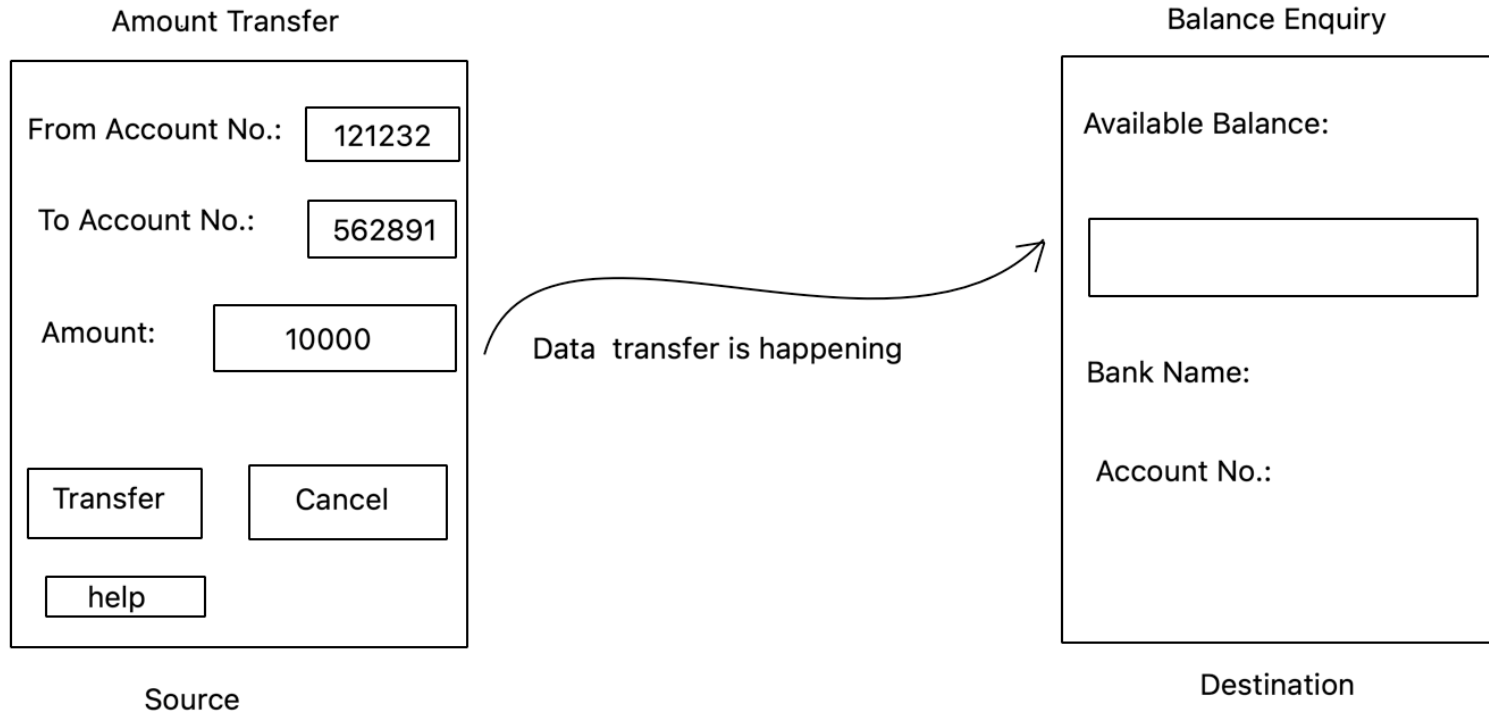 Amount Transfer
From Account No.: 121232
To Account No.: 562891
Amount: 10000
Transfer Cancel
help
Source
Data transfer is happening
Balance Enquiry
Available Balance:
Bank Name:
Account No.:
Destination